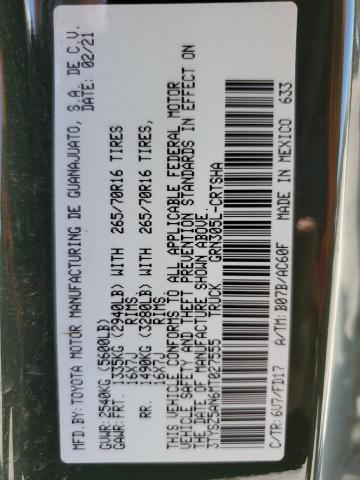 MFD.BY: TOYOTA MOTOR MANUFACTURING DE GUANAJUATO, S.A. DE C.V.
DATE: 02/21
GVWR: 2540KG (5600LB)
GAWR: FRT. 1335KG (2940LB) WITH 265/70R16 TIRES
16X7J RIMS
RR. 1490KG (3280LB) WITH 265/70R16 TIRES,
16X7J RIMS
THIS VEHICLE CONFORMS TO ALL APPLICABLE FEDERAL MOTOR
VEHICLE SAFETY AND THEFT PREVENTION STANDARDS IN EFFECT ON
THE DATE OF MANUFACTURE SHOWN ABOVE.
3TYSZ5AN6MT027555 TRUCK GRN305L-CRTSHA
C/TR: 6V7/FD17 A/TM: B07B/AC60F MADE IN MEXICO 633